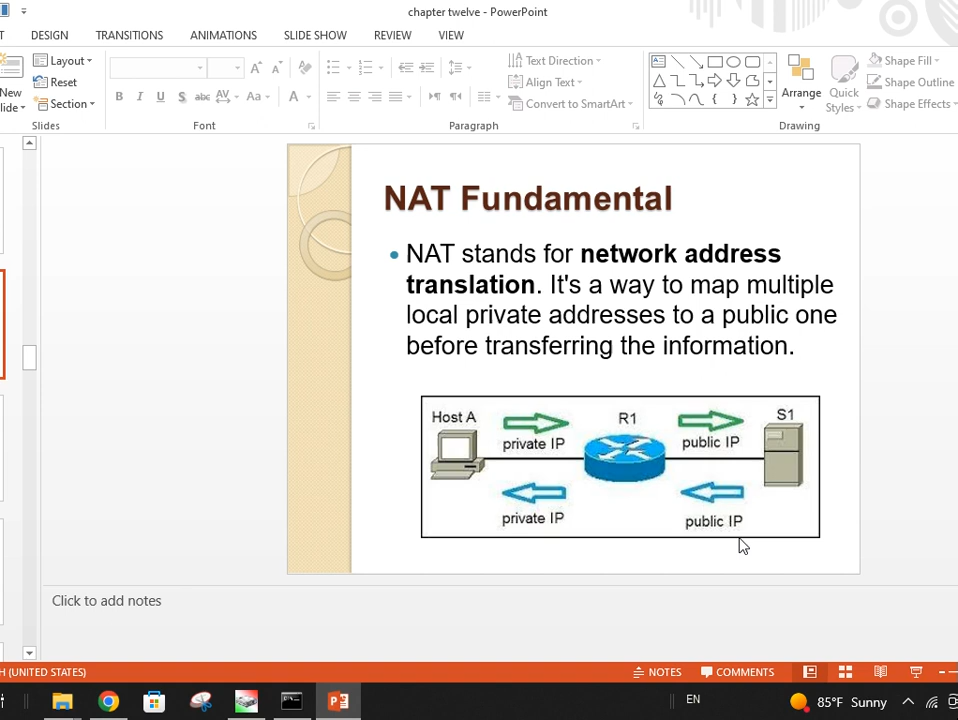 chapter twelve - PowerPoint
DESIGN TRANSITIONS ANIMATIONS SLIDE SHOW REVIEW VIEW
Layout
Reset
Section
New
Slides
B I U S abc AV Aa A
Font
Text Direction
Align Text
Convert to SmartArt
Paragraph
Arrange
Quick
Styles
Shape Fill
Shape Outline
Shape Effects
Drawing
NAT Fundamental
• NAT stands for network address
translation. It's a way to map multiple
local private addresses to a public one
before transferring the information.
Host A
R1
S1
private IP
public IP
private IP
public IP
Click to add notes
H (UNITED STATES)
NOTES
COMMENTS
EN
85°F Sunny